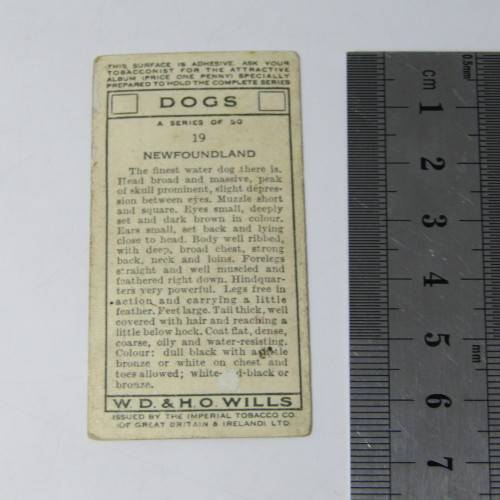 THIS SURFACE IS ADHESIVE. ASK YOUR
TOBACCONIST FOR THE ATTRACTIVE
ALBUM (PRICE ONE PENNY) SPECIALLY
PREPARED TO HOLD THE COMPLETE SERIES
DOGS
A SERIES OF 50
19
NEWFOUNDLAND
The finest water dog there is.
Head broad and massive, peak
of skull prominent, slight depres-
sion between eyes. Muzzle short
and square. Eyes small, deeply
set and dark brown in colour.
Ears small, set back and lying
close to head. Body well ribbed,
with deep, broad chest, strong
back, neck and loins. Forelegs
straight and well muscled and
feathered right down. Hindquar-
ters very powerful. Legs free in
action and carrying a little
feather. Feet large. Tail thick, well
covered with hair and reaching a
little below hock. Coat flat, dense,
coarse, oily and water-resisting.
Colour: dull black with a
bronze or white on chest and
toes allowed; white-and-black or
bronze.
W.D. & H.O. WILLS
ISSUED BY THE IMPERIAL TOBACCO CO.
(OF GREAT BRITAIN & IRELAND) LTD.
cm
0.5mm
1
2
3
4
5
mm
6
7